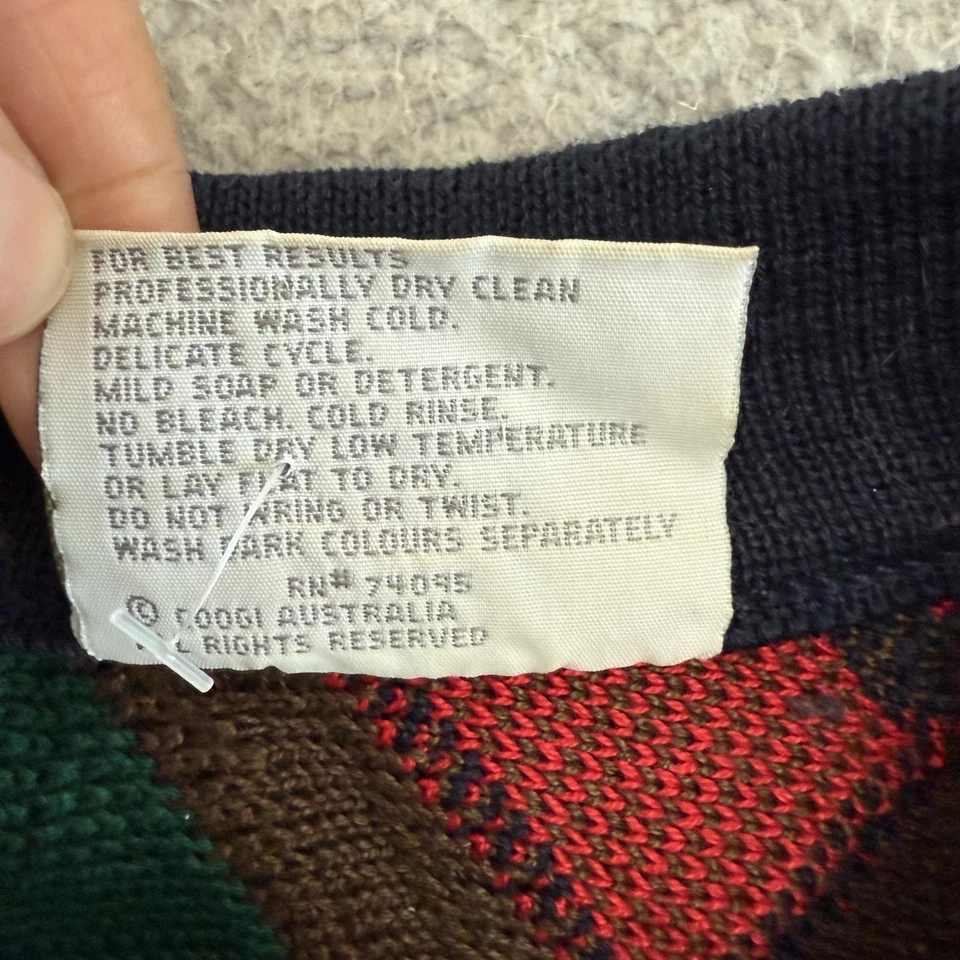 FOR BEST RESULTS
PROFESSIONALLY DRY CLEAN
MACHINE WASH COLD.
DELICATE CYCLE.
MILD SOAP OR DETERGENT.
NO BLEACH. COLD RINSE.
TUMBLE DRY LOW TEMPERATURE
OR LAY FLAT TO DRY.
DO NOT WRING OR TWIST.
WASH DARK COLOURS SEPARATELY
RN# 74095
© COOGI AUSTRALIA
ALL RIGHTS RESERVED